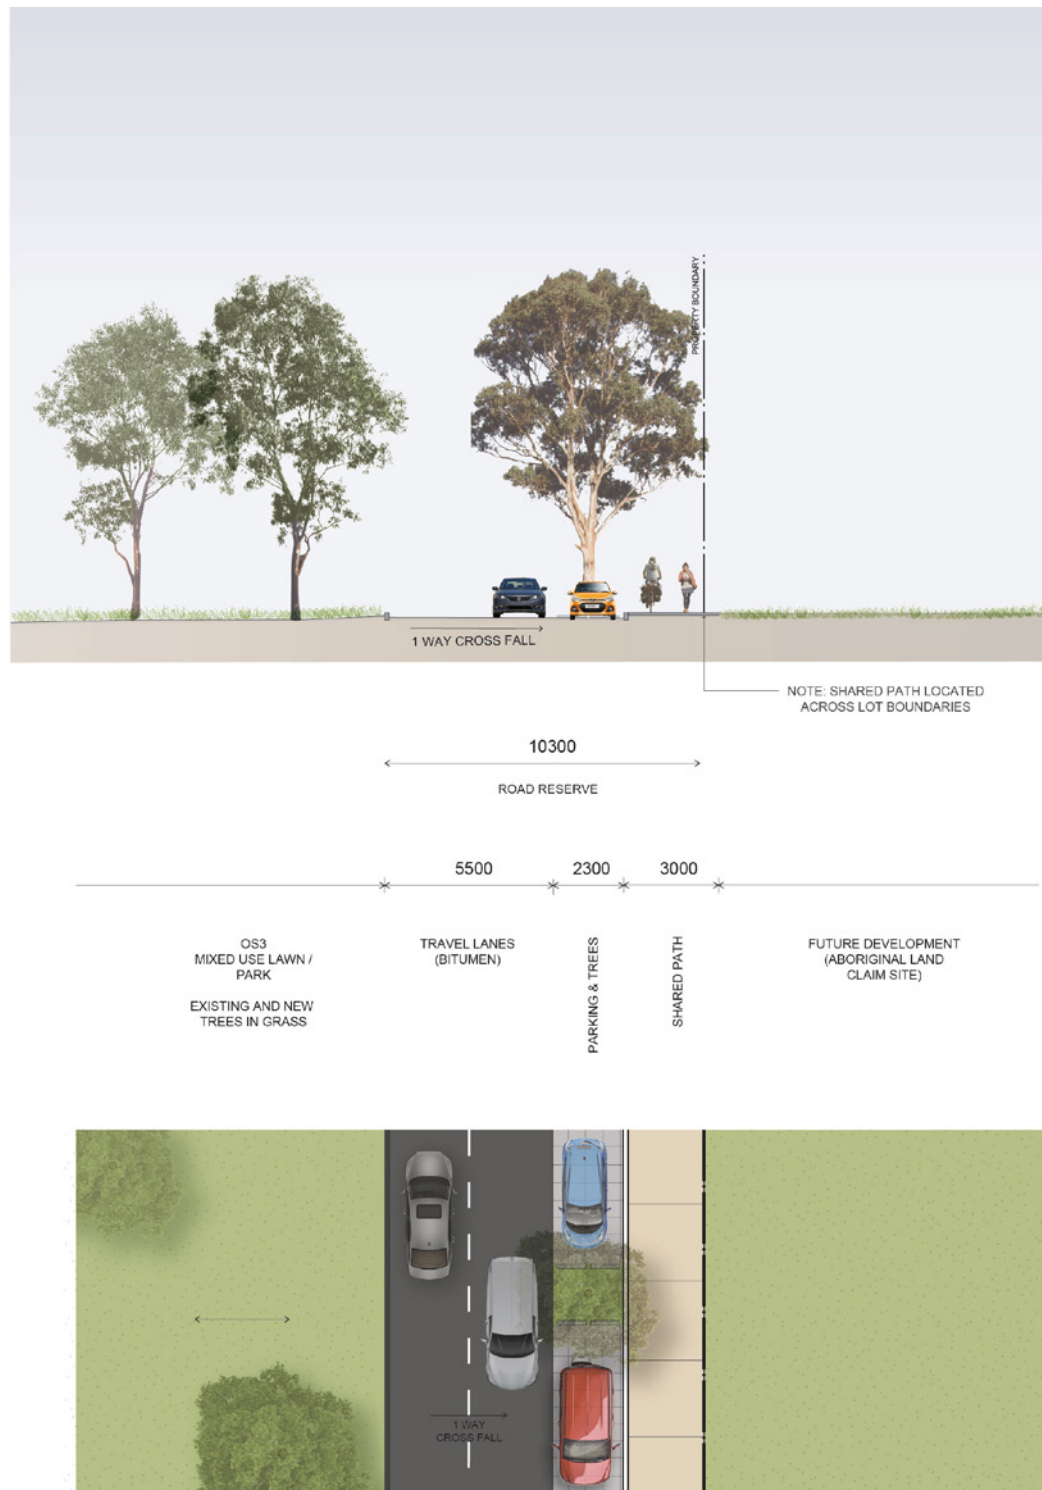 PROPERTY BOUNDARY
1 WAY CROSS FALL
NOTE: SHARED PATH LOCATED
ACROSS LOT BOUNDARIES
10300
ROAD RESERVE
5500
2300
3000
OS3
MIXED USE LAWN /
PARK
EXISTING AND NEW
TREES IN GRASS
TRAVEL LANES
(BITUMEN)
PARKING & TREES
SHARED PATH
FUTURE DEVELOPMENT
(ABORIGINAL LAND
CLAIM SITE)
1 WAY
CROSS FALL